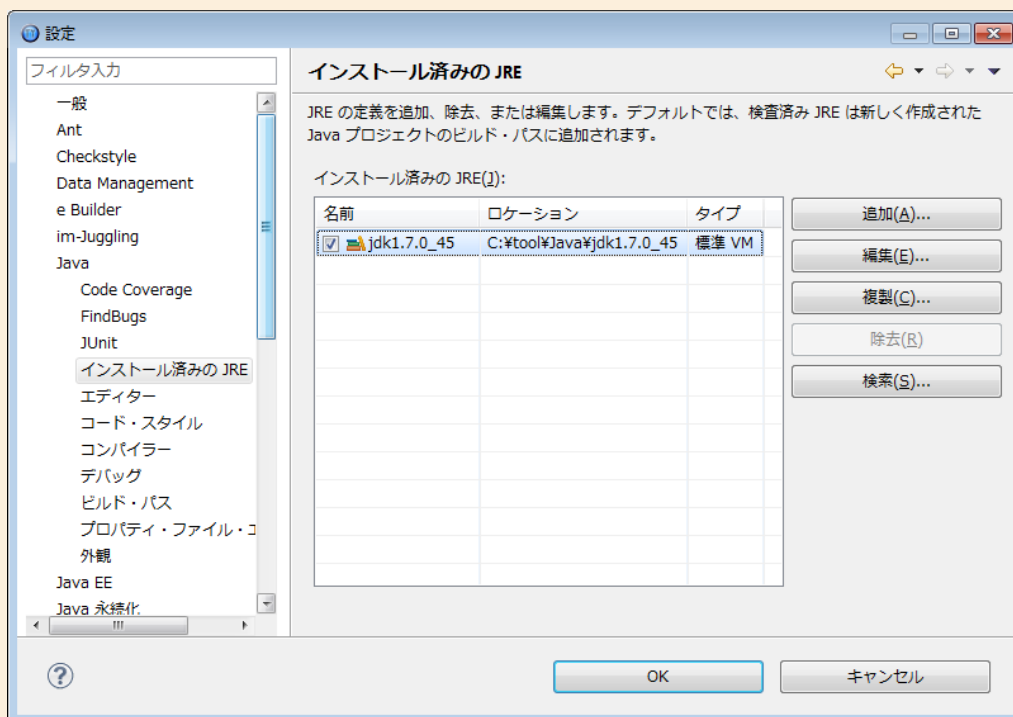 設定
フィルタ入力
一般
Ant
Checkstyle
Data Management
e Builder
im-Juggling
Java
Code Coverage
FindBugs
JUnit
インストール済みの JRE
エディター
コード・スタイル
コンパイラー
デバッグ
ビルド・パス
プロパティ・ファイル・エ
外観
Java EE
Java 永続化
インストール済みの JRE
JRE の定義を追加、除去、または編集します。デフォルトでは、検査済み JRE は新しく作成された
Java プロジェクトのビルド・パスに追加されます。
インストール済みの JRE(J):
名前 ロケーション タイプ
jdk1.7.0_45 C:¥tool¥Java¥jdk1.7.0_45 標準 VM
追加(A)...
編集(E)...
複製(C)...
除去(R)
検索(S)...
?
OK キャンセル